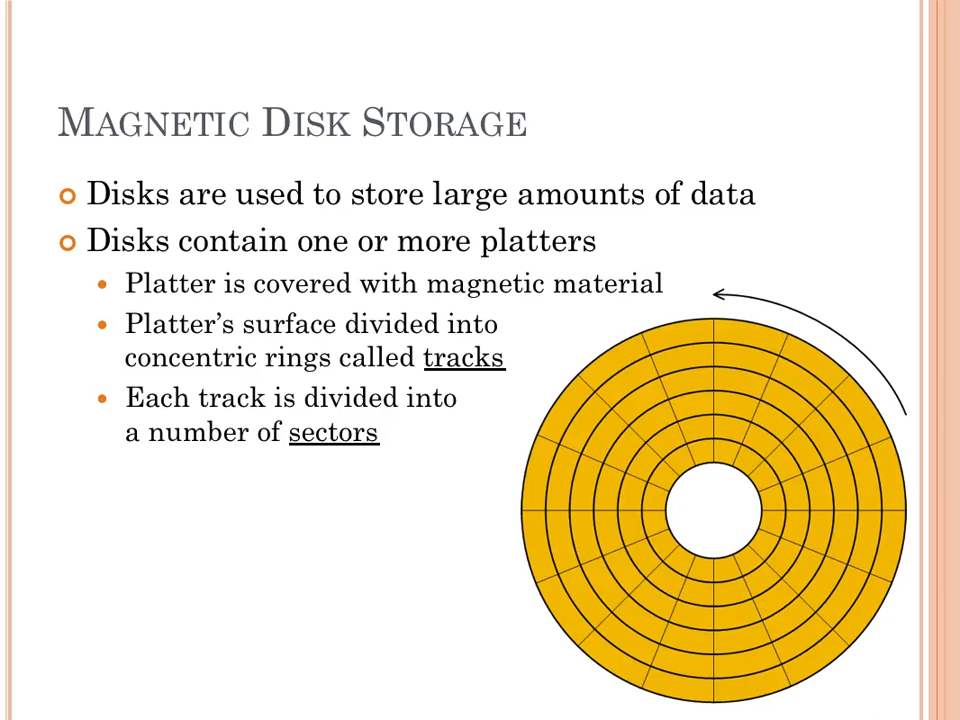 Magnetic Disk Storage
Disks are used to store large amounts of data
Disks contain one or more platters
Platter is covered with magnetic material
Platter’s surface divided into
concentric rings called tracks
Each track is divided into
a number of sectors